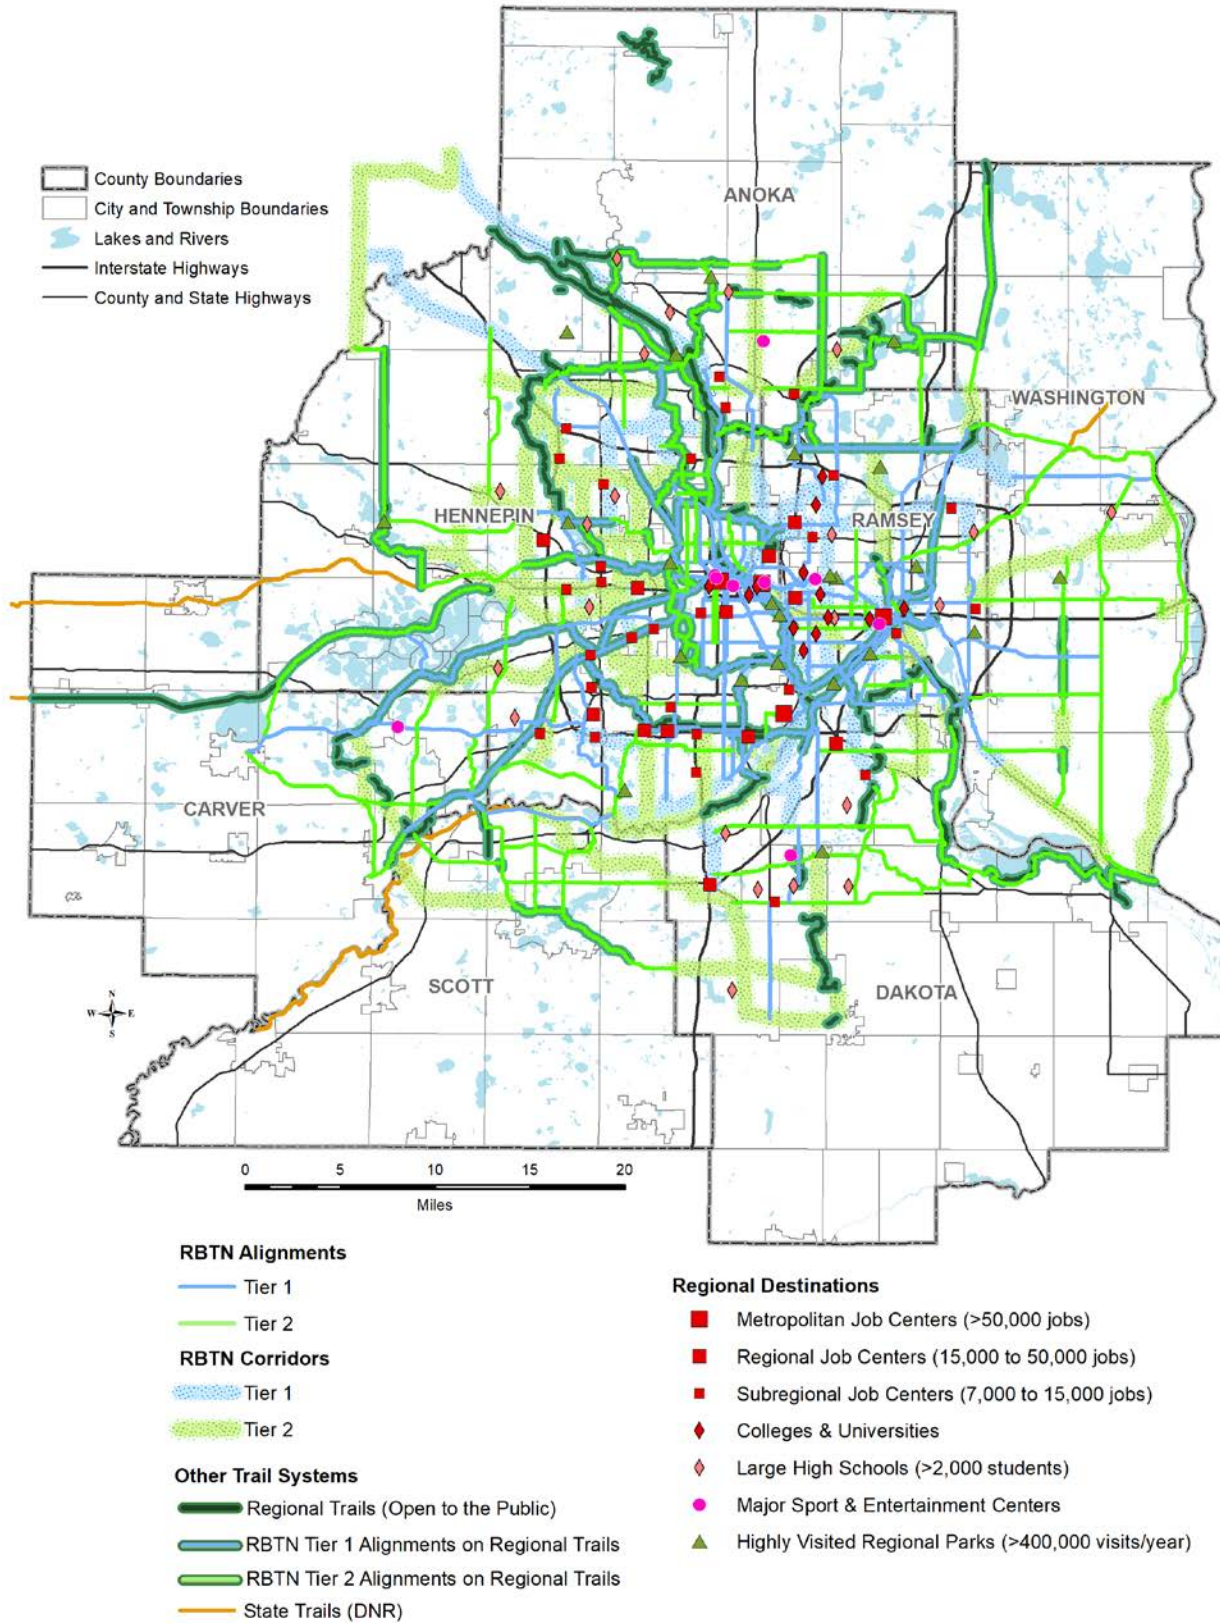 County Boundaries
City and Township Boundaries
Lakes and Rivers
Interstate Highways
County and State Highways
ANOKA
WASHINGTON
HENNEPIN
RAMSEY
CARVER
SCOTT
DAKOTA
N
W E
S
0 5 10 15 20
Miles
RBTN Alignments
Tier 1
Tier 2
RBTN Corridors
Tier 1
Tier 2
Other Trail Systems
Regional Trails (Open to the Public)
RBTN Tier 1 Alignments on Regional Trails
RBTN Tier 2 Alignments on Regional Trails
State Trails (DNR)
Regional Destinations
Metropolitan Job Centers (>50,000 jobs)
Regional Job Centers (15,000 to 50,000 jobs)
Subregional Job Centers (7,000 to 15,000 jobs)
Colleges & Universities
Large High Schools (>2,000 students)
Major Sport & Entertainment Centers
Highly Visited Regional Parks (>400,000 visits/year)